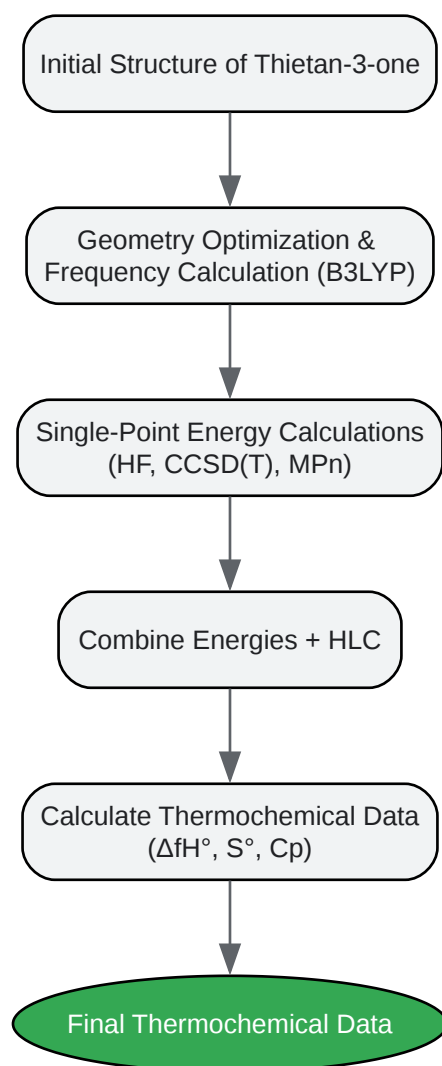 Initial Structure of Thietan-3-one
Geometry Optimization &
Frequency Calculation (B3LYP)
Single-Point Energy Calculations
(HF, CCSD(T), MPn)
Combine Energies + HLC
Calculate Thermochemical Data
(ΔfH°, S°, Cp)
Final Thermochemical Data